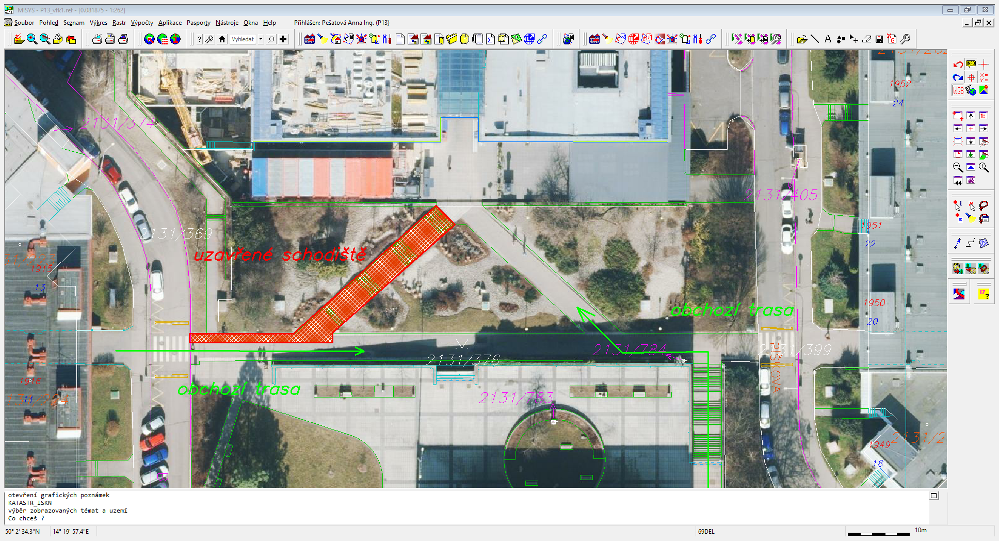 MISYS - P13_vfk1.ref - [0.081875 - 1:262]
Soubor Pohled Seznam Výkres Rastr Výpočty Aplikace Pasporty Nástroje Okna Help Přihlášen: Pešatová Anna Ing. (P13)
? Vyhledat
INFO
X=
Y=
WGS
1:
17?
1952
24
2131/374
2131/405
2131/369
1951
22
uzavřené schodiště
1915
13
1950
20
obchozí trasa
2131/784
2131/399
2131/376
PÍŠKOVA
1916
11
obchozí trasa
2131/733
1949
2131/2
18
otevření grafických poznámek
KATASTR_ISKN
výběr zobrazovaných témat a uzemí
Co chceš ?
50° 2' 34.3"N 14° 19' 57.4"E 69DEL 10m